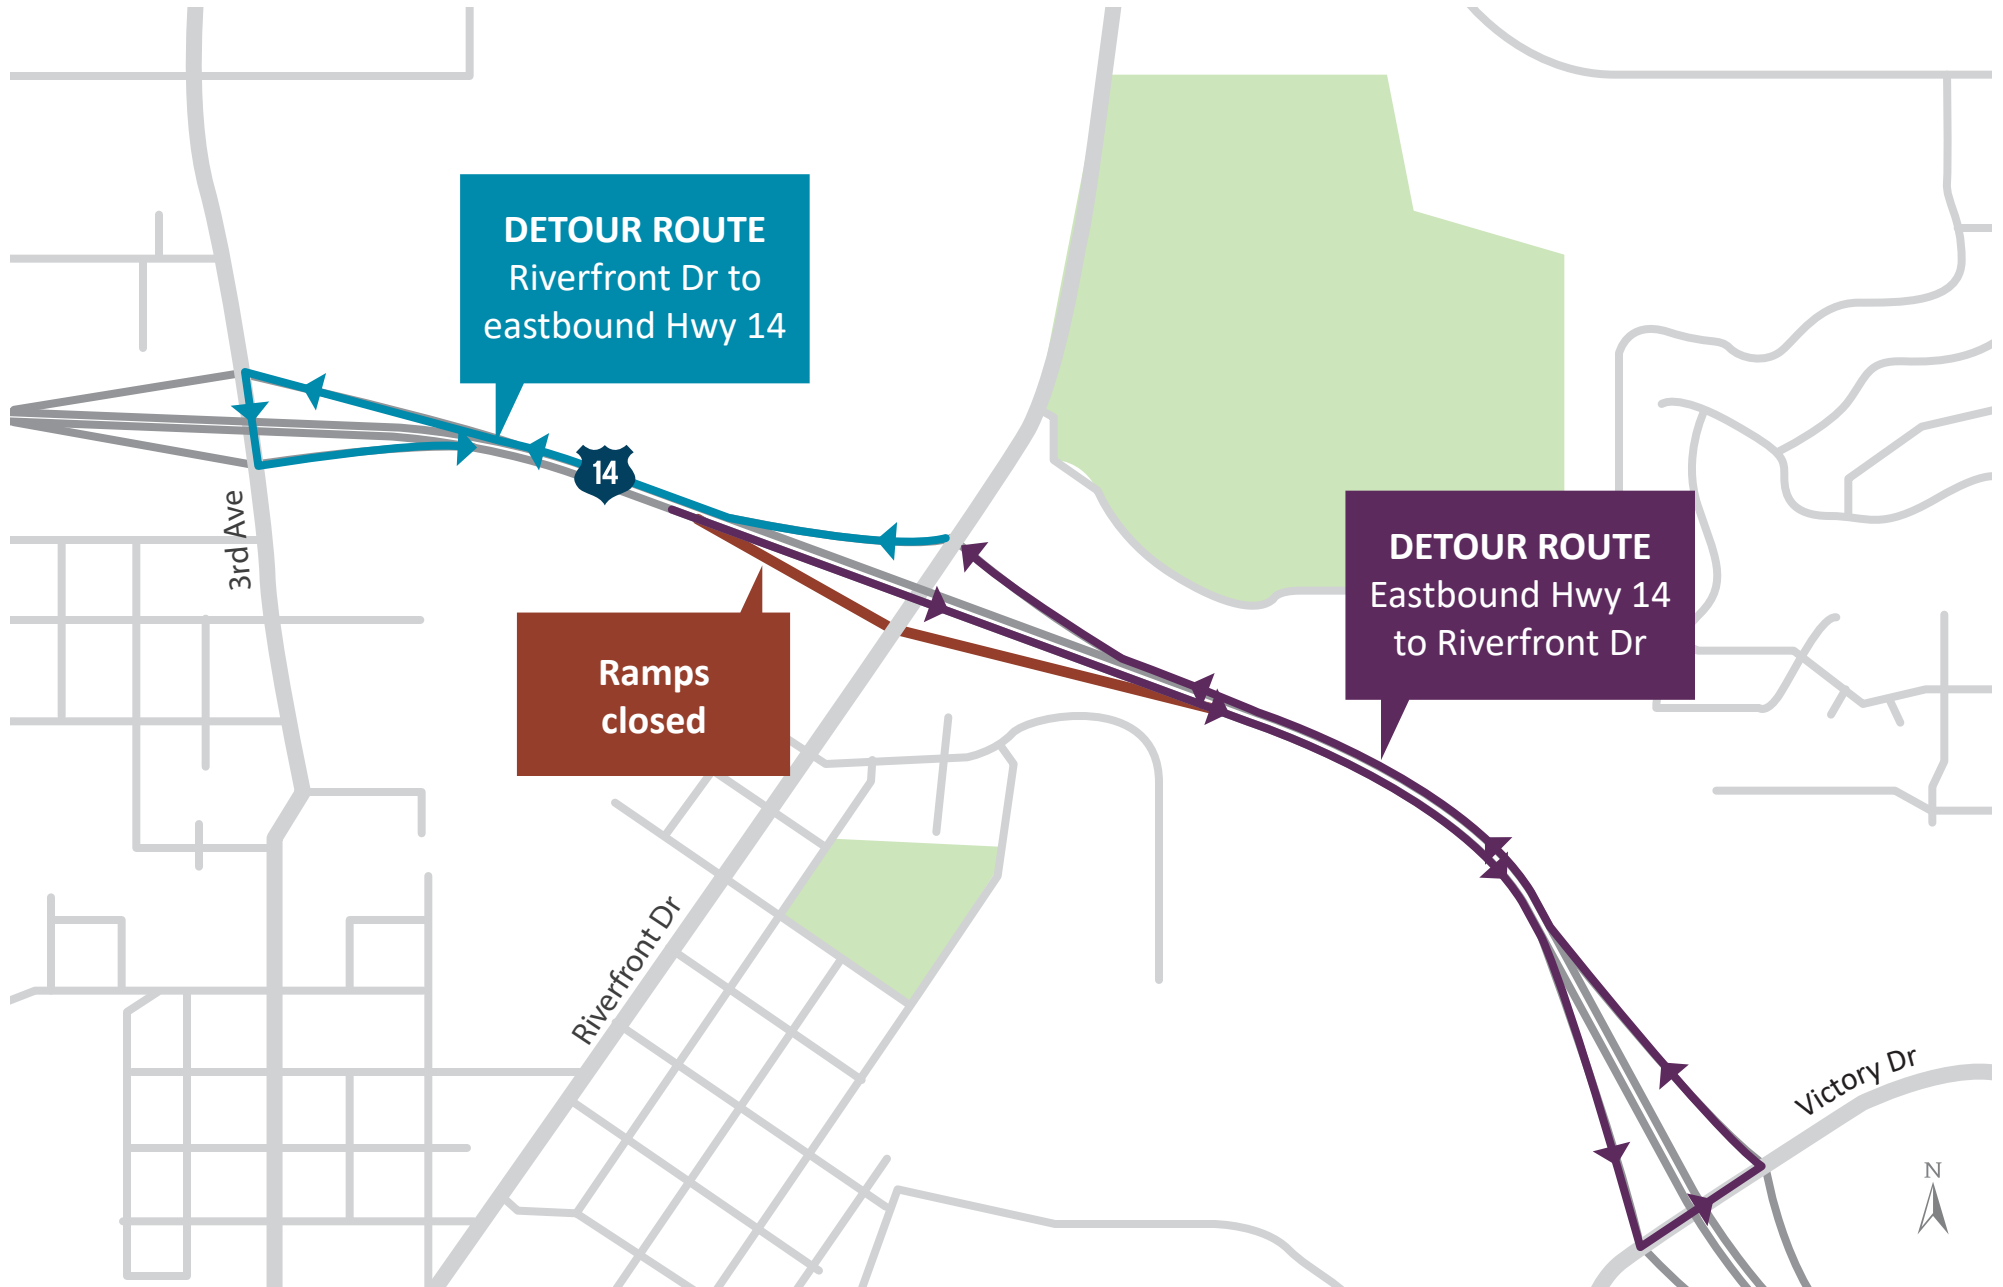 DETOUR ROUTE
Riverfront Dr to
eastbound Hwy 14
14
3rd Ave
DETOUR ROUTE
Eastbound Hwy 14
to Riverfront Dr
Ramps
closed
Riverfront Dr
Victory Dr
N